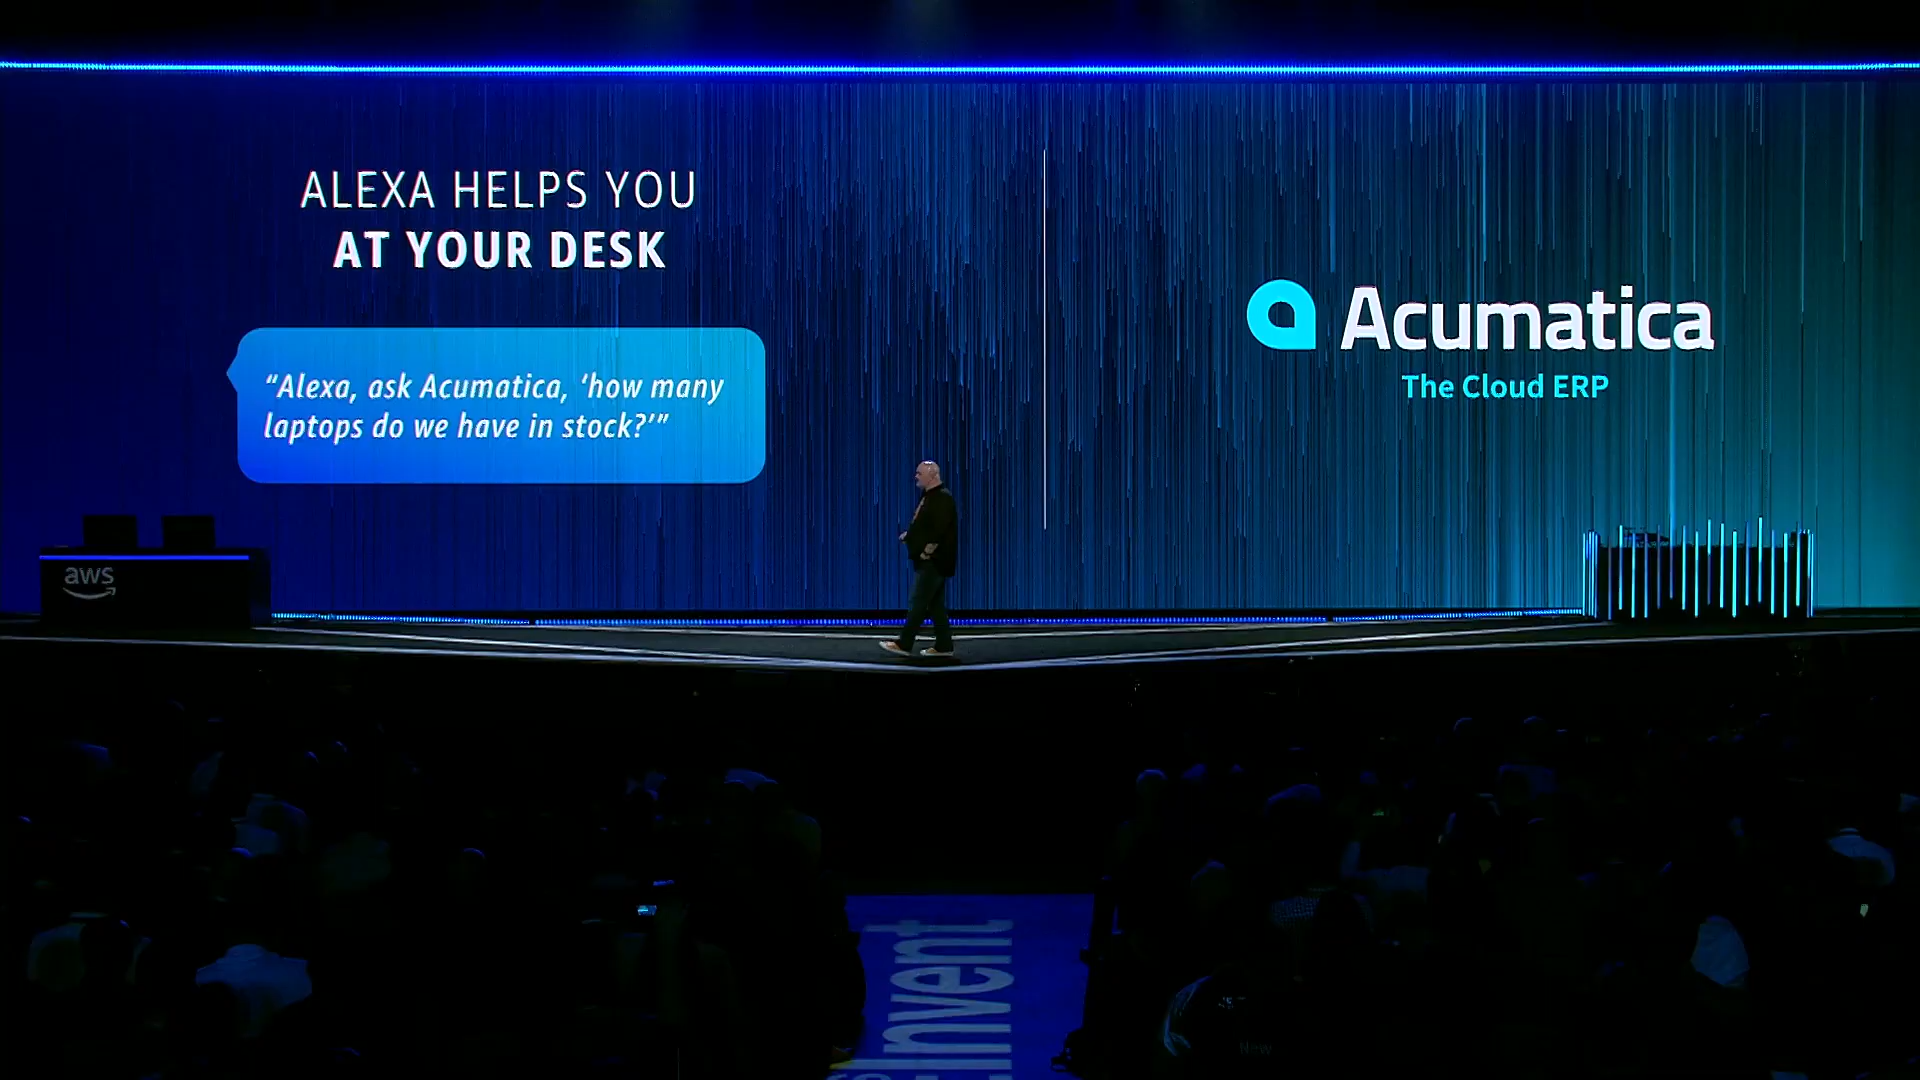 ALEXA HELPS YOU
AT YOUR DESK
“Alexa, ask Acumatica, ‘how many
laptops do we have in stock?’”
Acumatica
The Cloud ERP
aws
:Invent
New